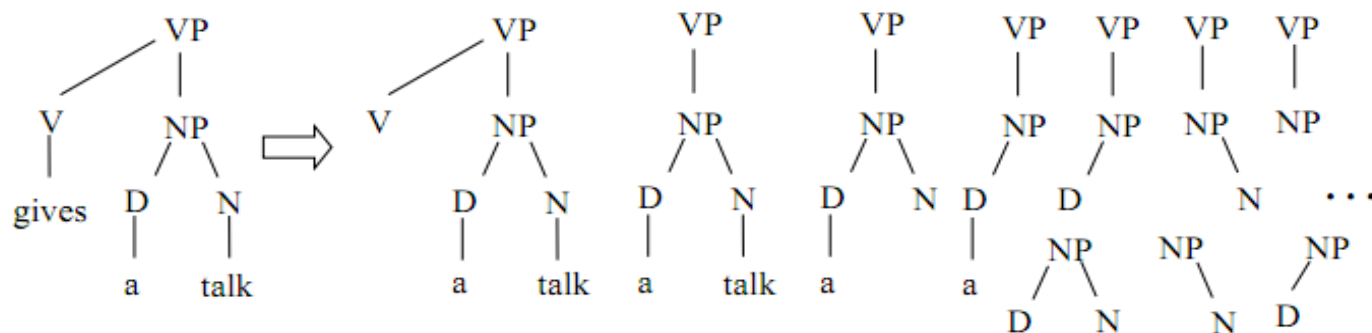 VP VP VP VP VP VP VP VP
V NP V NP NP NP NP NP NP NP
gives D N D N D N D N D D N ...
a talk a talk a talk a a NP NP NP
D N N D